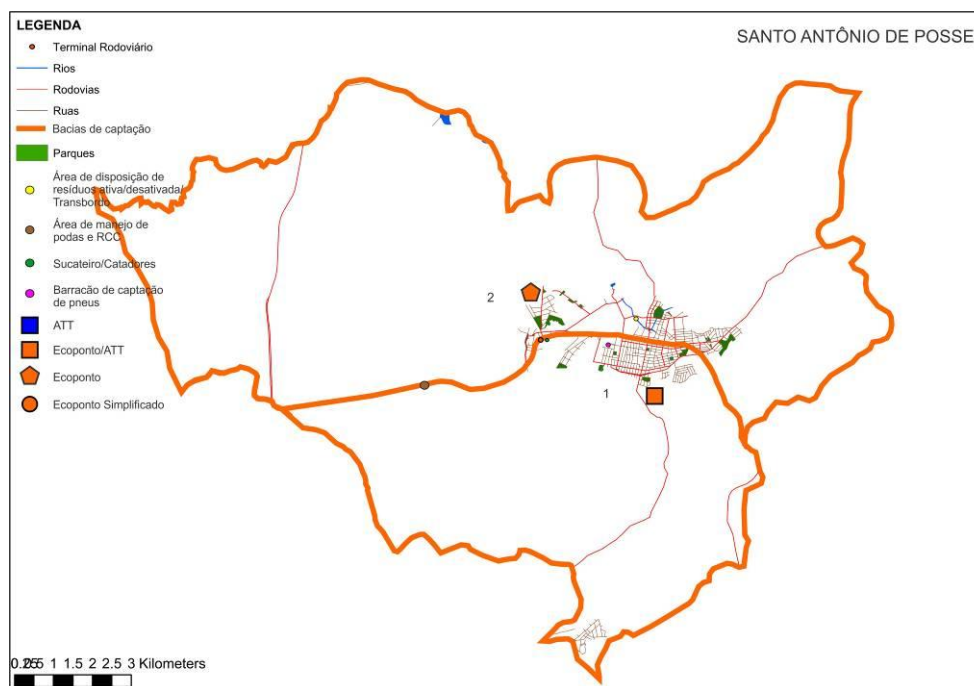 LEGENDA
SANTO ANTÔNIO DE POSSE
Terminal Rodoviário
Rios
Rodovias
Ruas
Bacias de captação
Parques
Área de disposição de
resíduos ativa/desativada/
Transbordo
Área de manejo de
podas e RCC
Sucateiro/Catadores
Barracão de captação
de pneus
ATT
Ecoponto/ATT
Ecoponto
Ecoponto Simplificado
2
1
1 1.5 2 2.5 3 Kilometers